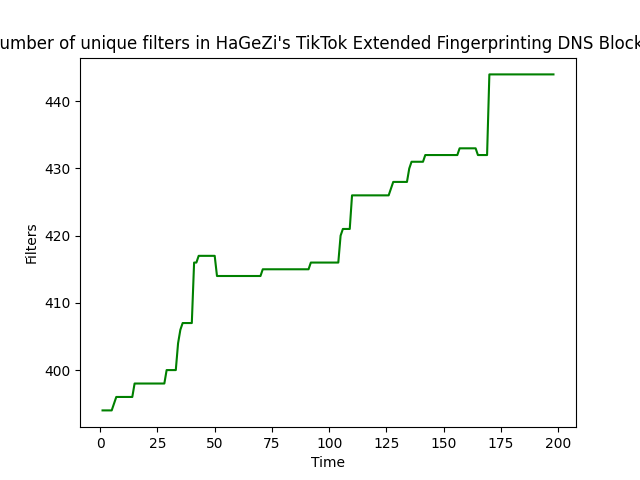 umber of unique filters in HaGeZi's TikTok Extended Fingerprinting DNS Block
440
430
420
410
400
Filters
0 25 50 75 100 125 150 175 200
Time